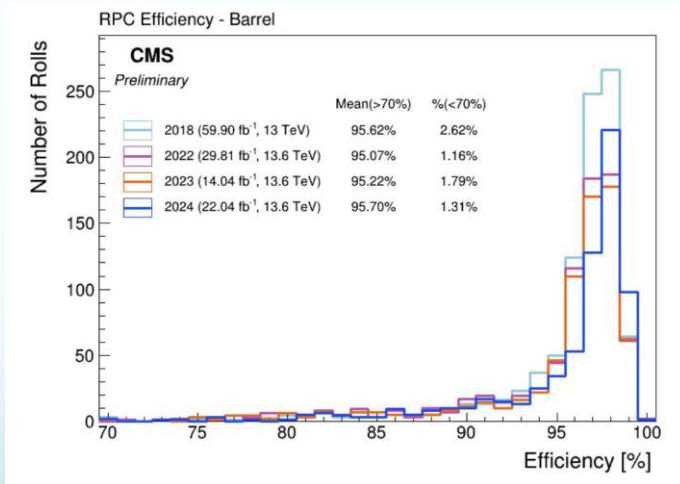 RPC Efficiency - Barrel
CMS
Preliminary
Mean(>70%) %(<70%)
2018 (59.90 fb⁻¹, 13 TeV) 95.62% 2.62%
2022 (29.81 fb⁻¹, 13.6 TeV) 95.07% 1.16%
2023 (14.04 fb⁻¹, 13.6 TeV) 95.22% 1.79%
2024 (22.04 fb⁻¹, 13.6 TeV) 95.70% 1.31%
Number of Rolls
250
200
150
100
50
0
70 75 80 85 90 95 100
Efficiency [%]